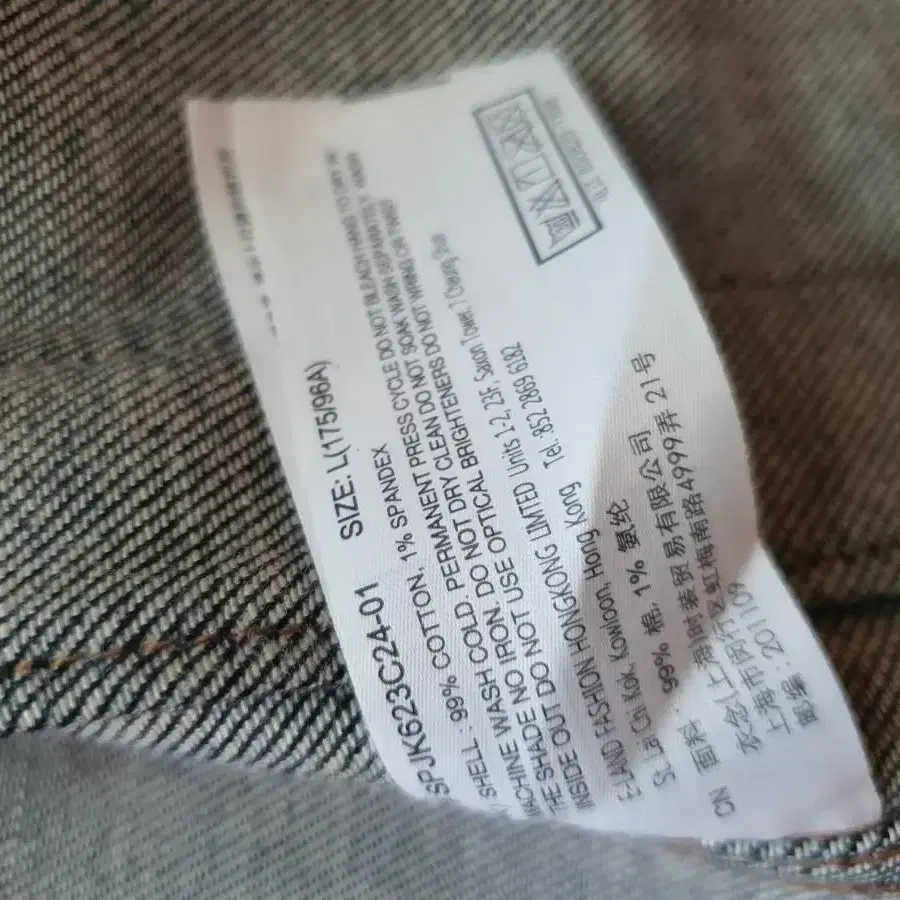 SPJK623C24-01
SIZE: L(175/96A)
SHELL: 99% COTTON, 1% SPANDEX
MACHINE WASH COLD. PERMANENT PRESS CYCLE DO NOT BLEACH HAND TO DRY IN
THE SHADE NO IRON. DO NOT DRY CLEAN DO NOT SOAK WASH SEPARATELY WASH
INSIDE OUT DO NOT USE OPTICAL BRIGHTENERS DO NOT WRING OR TWIST
E-LAND FASHION HONGKONG LIMITED Units 1-2, 23F, Saxon Tower, 7 Cheung Shun
St, La Chi Kok, Kowloon, Hong Kong Tel: 852 2869 6182
CN 面料: 99% 棉, 1% 氨纶
衣念(上海)时装贸易有限公司
上海市闵行区虹梅南路4999弄 21号
邮编:201109